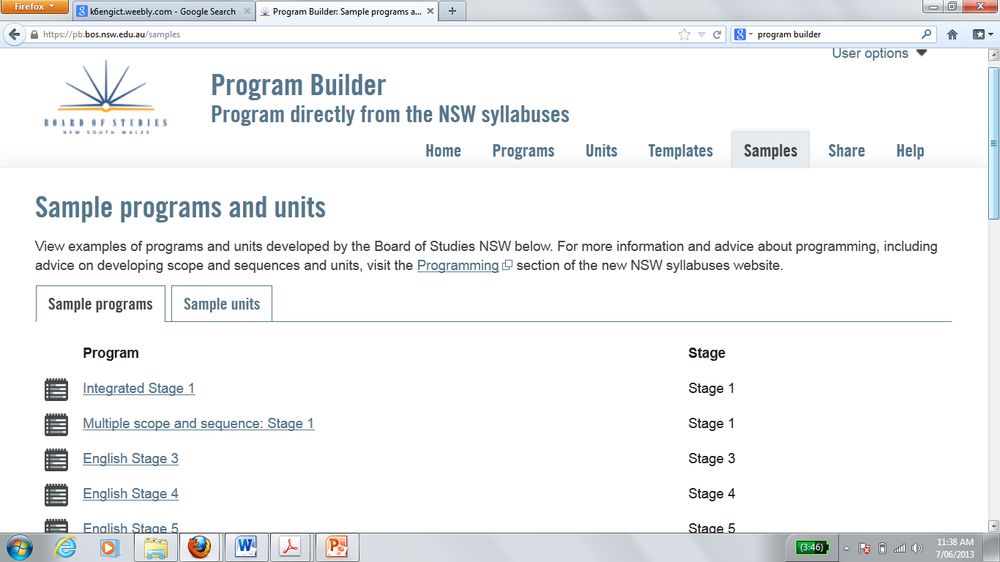 Firefox
k6engict.weebly.com - Google Search
Program Builder: Sample programs a...
https://pb.bos.nsw.edu.au/samples
program builder
User options
BOARD OF STUDIES
NEW SOUTH WALES
Program Builder
Program directly from the NSW syllabuses
Home Programs Units Templates Samples Share Help
Sample programs and units
View examples of programs and units developed by the Board of Studies NSW below. For more information and advice about programming, including
advice on developing scope and sequences and units, visit the Programming section of the new NSW syllabuses website.
Sample programs Sample units
Program Stage
Integrated Stage 1 Stage 1
Multiple scope and sequence: Stage 1 Stage 1
English Stage 3 Stage 3
English Stage 4 Stage 4
English Stage 5 Stage 5
(3:46) 11:38 AM
7/06/2013